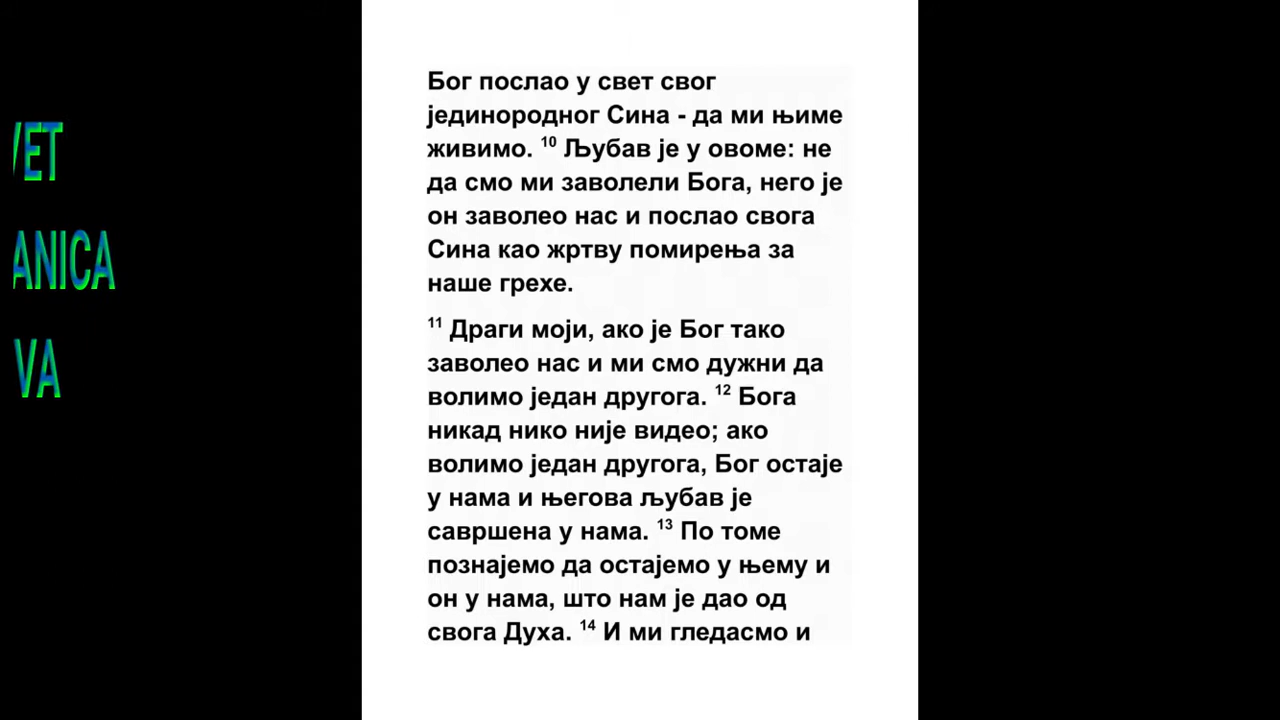 Бог послао у свет свог
јединородног Сина - да ми њиме
живимо. 10 Љубав је у овоме: не
да смо ми заволели Бога, него је
он заволео нас и послао свога
Сина као жртву помирења за
наше грехе.
11 Драги моји, ако је Бог тако
заволео нас и ми смо дужни да
волимо један другога. 12 Бога
никад нико није видео; ако
волимо један другога, Бог остаје
у нама и његова љубав је
савршена у нама. 13 По томе
познајемо да остајемо у њему и
он у нама, што нам је дао од
свога Духа. 14 И ми гледасмо и